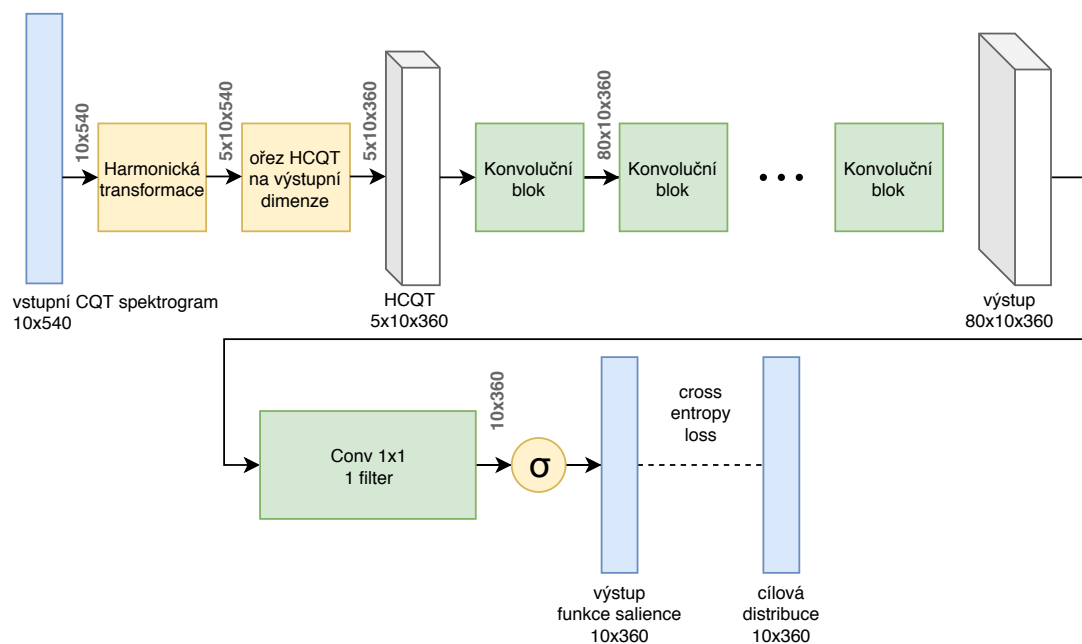 10x540
5x10x540
5x10x360
80x10x360
Harmonická
transformace
ořez HCQT
na výstupní
dimenze
Konvoluční
blok
Konvoluční
blok
Konvoluční
blok
vstupní CQT spektrogram
10x540
HCQT
5x10x360
výstup
80x10x360
Conv 1x1
1 filter
10x360
σ
cross
entropy
loss
výstup
funkce salience
10x360
cílová
distribuce
10x360